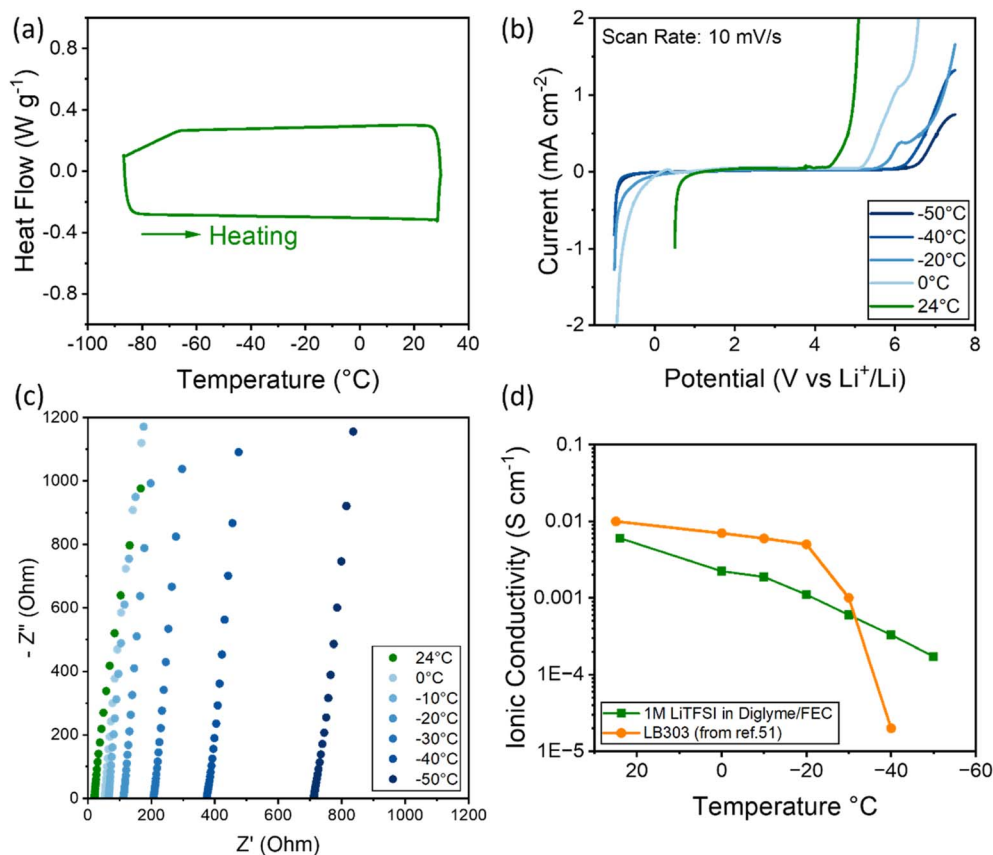 (a)
0.8
0.4
0.0
-0.4
-0.8
Heat Flow (W g⁻¹)
Heating
-100 -80 -60 -40 -20 0 20 40
Temperature (°C)
(b)
Scan Rate: 10 mV/s
2
1
0
-1
-2
Current (mA cm⁻²)
-50°C
-40°C
-20°C
0°C
24°C
0 2 4 6 8
Potential (V vs Li⁺/Li)
(c)
1200
1000
800
600
400
200
0
- Z'' (Ohm)
24°C
0°C
-10°C
-20°C
-30°C
-40°C
-50°C
0 200 400 600 800 1000 1200
Z' (Ohm)
(d)
0.1
0.01
0.001
1E-4
1E-5
Ionic Conductivity (S cm⁻¹)
1M LiTFSI in Diglyme/FEC
LB303 (from ref.51)
20 0 −20 −40 −60
Temperature °C